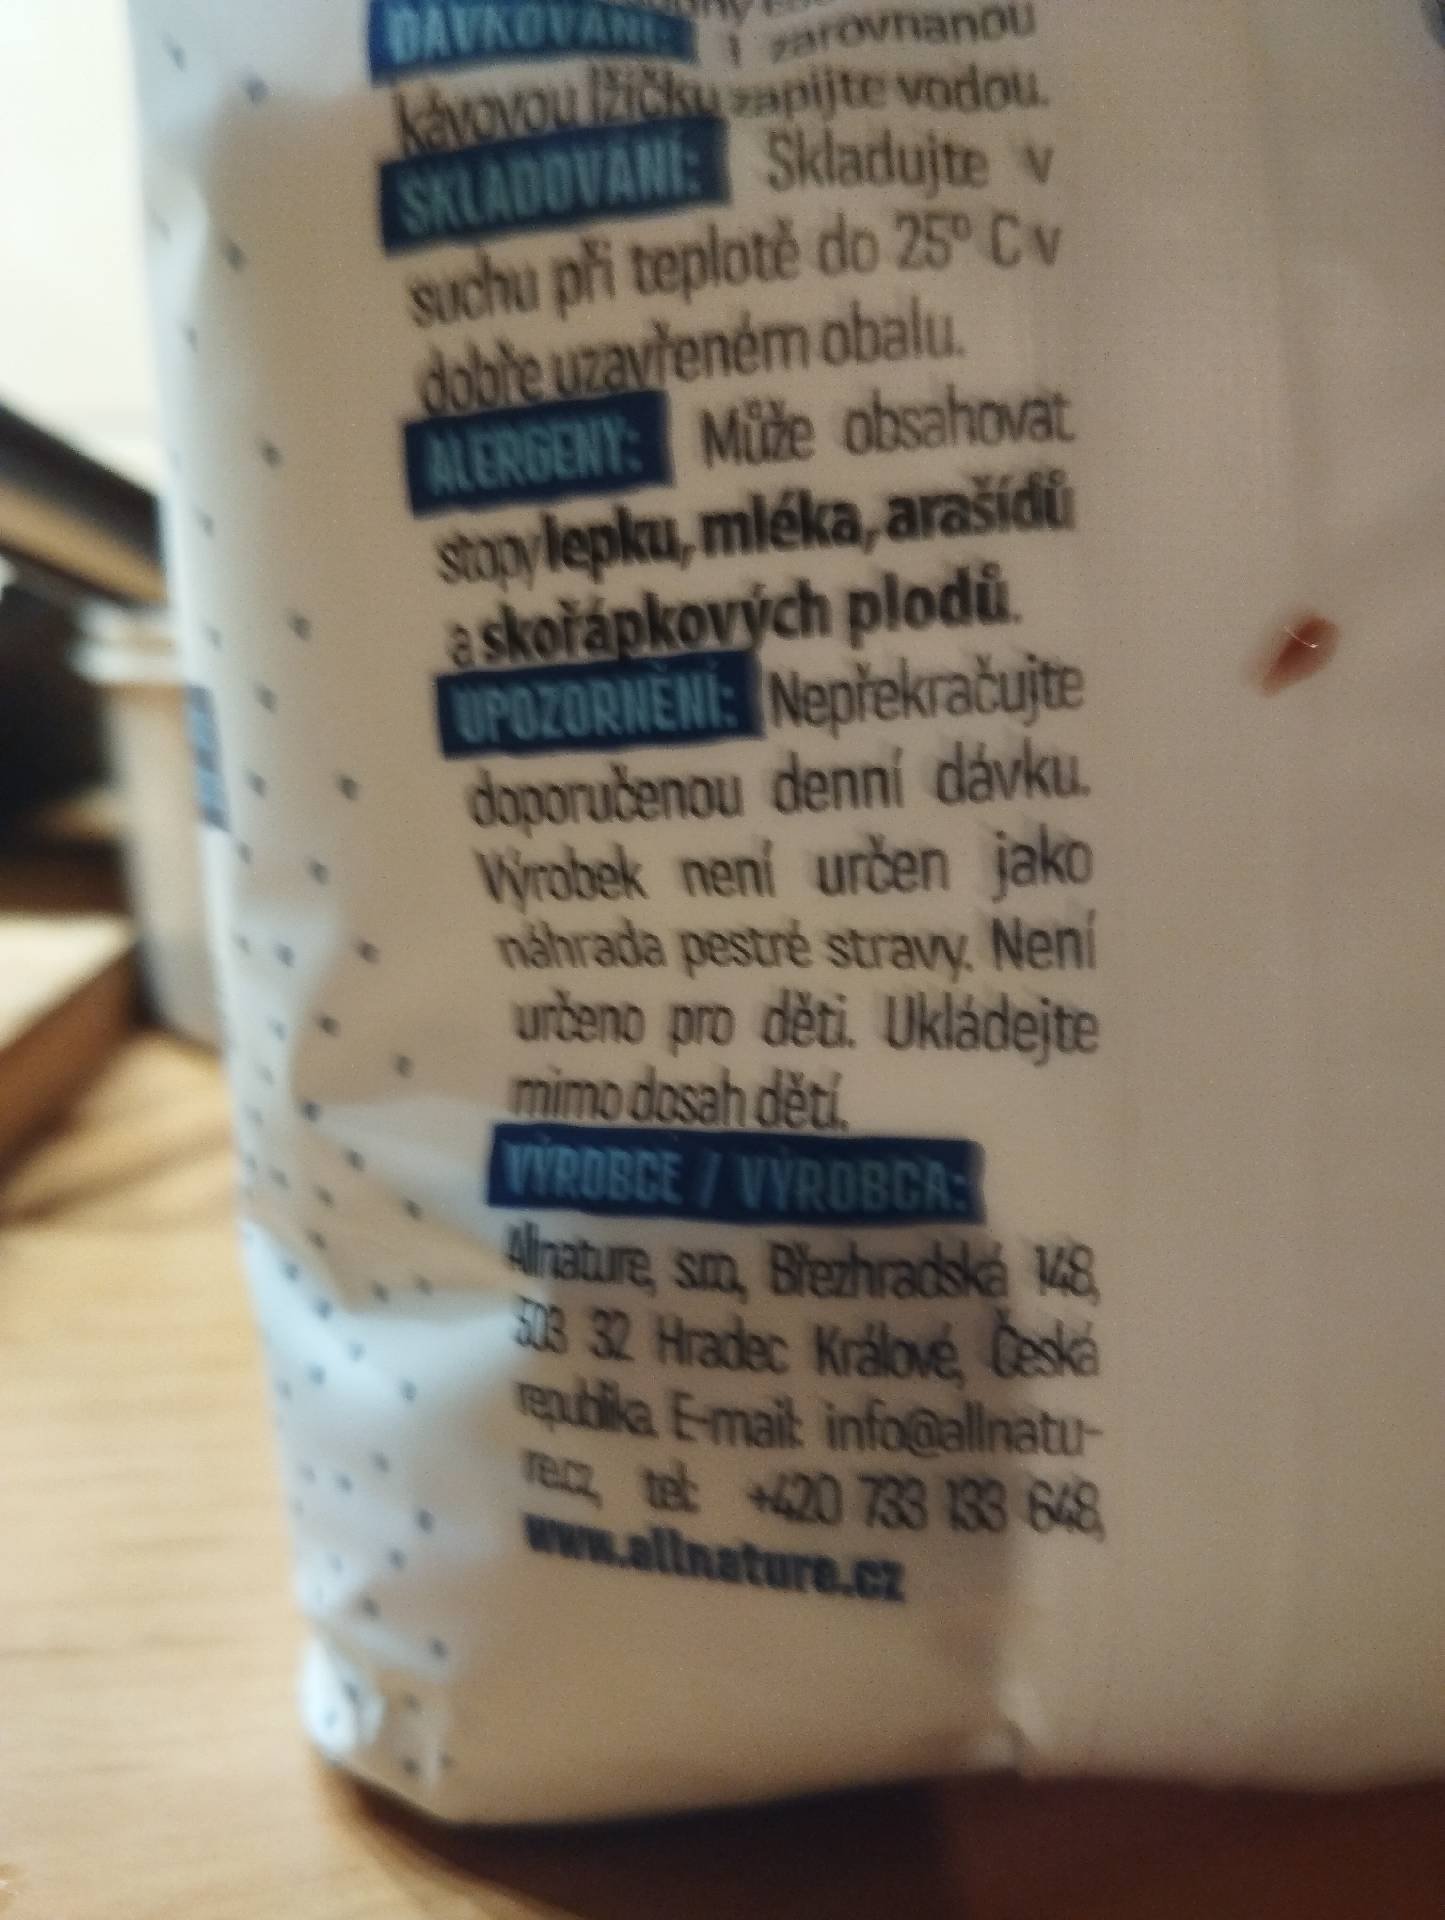 DÁVKOVÁNÍ: 1 zarovnanou
kávovou lžičku zapijte vodou.
SKLADOVÁNÍ: Skladujte v
suchu při teplotě do 25° C v
dobře uzavřeném obalu.
ALERGENY: Může obsahovat
stopy lepku, mléka, arašídů
a skořápkových plodů.
UPOZORNĚNÍ: Nepřekračujte
doporučenou denní dávku.
Výrobek není určen jako
náhrada pestré stravy. Není
určeno pro děti. Ukládejte
mimo dosah dětí.
VÝROBCE / VÝROBCA:
Allnature, s.r.o., Březhradská 148,
503 32 Hradec Králové, Česká
republika. E-mail: info@allnatu-
re.cz, tel: +420 733 133 648,
www.allnature.cz